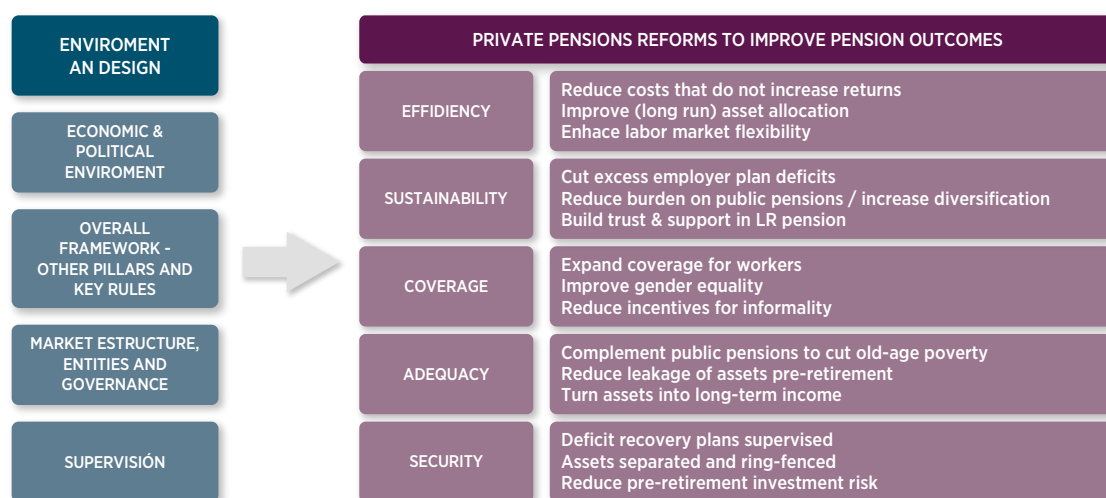 ENVIROMENT
AN DESIGN
ECONOMIC &
POLITICAL
ENVIROMENT
OVERALL
FRAMEWORK -
OTHER PILLARS AND
KEY RULES
MARKET ESTRUCTURE,
ENTITIES AND
GOVERNANCE
SUPERVISIÓN
PRIVATE PENSIONS REFORMS TO IMPROVE PENSION OUTCOMES
EFFIDIENCY
Reduce costs that do not increase returns
Improve (long run) asset allocation
Enhace labor market flexibility
SUSTAINABILITY
Cut excess employer plan deficits
Reduce burden on public pensions / increase diversification
Build trust & support in LR pension
COVERAGE
Expand coverage for workers
Improve gender equality
Reduce incentives for informality
ADEQUACY
Complement public pensions to cut old-age poverty
Reduce leakage of assets pre-retirement
Turn assets into long-term income
SECURITY
Deficit recovery plans supervised
Assets separated and ring-fenced
Reduce pre-retirement investment risk